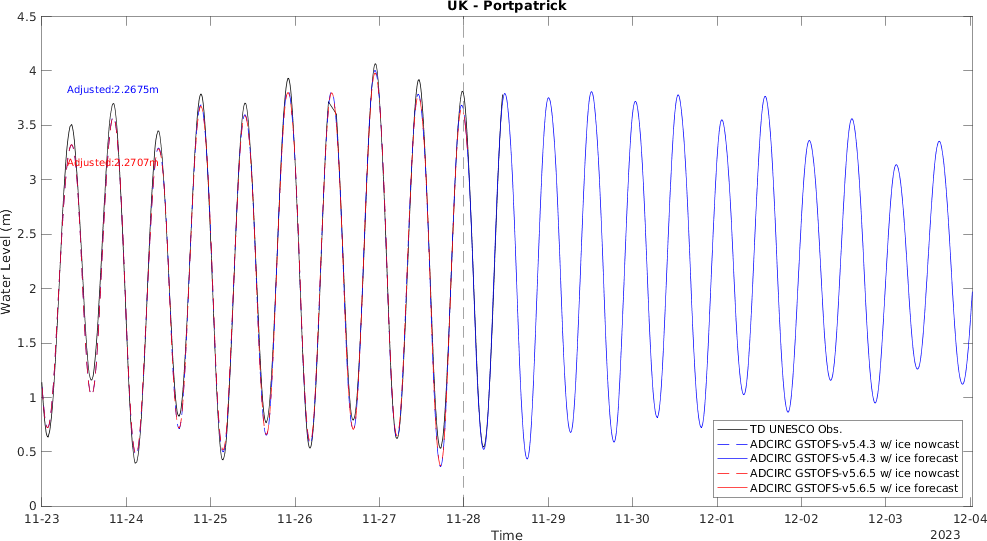 UK - Portpatrick
4.5
4
3.5
3
2.5
2
1.5
1
0.5
0
Water Level (m)
Adjusted:2.2675m
Adjusted:2.2707m
TD UNESCO Obs.
ADCIRC GSTOFS-v5.4.3 w/ ice nowcast
ADCIRC GSTOFS-v5.4.3 w/ ice forecast
ADCIRC GSTOFS-v5.6.5 w/ ice nowcast
ADCIRC GSTOFS-v5.6.5 w/ ice forecast
11-23 11-24 11-25 11-26 11-27 11-28 11-29 11-30 12-01 12-02 12-03 12-04
Time
2023